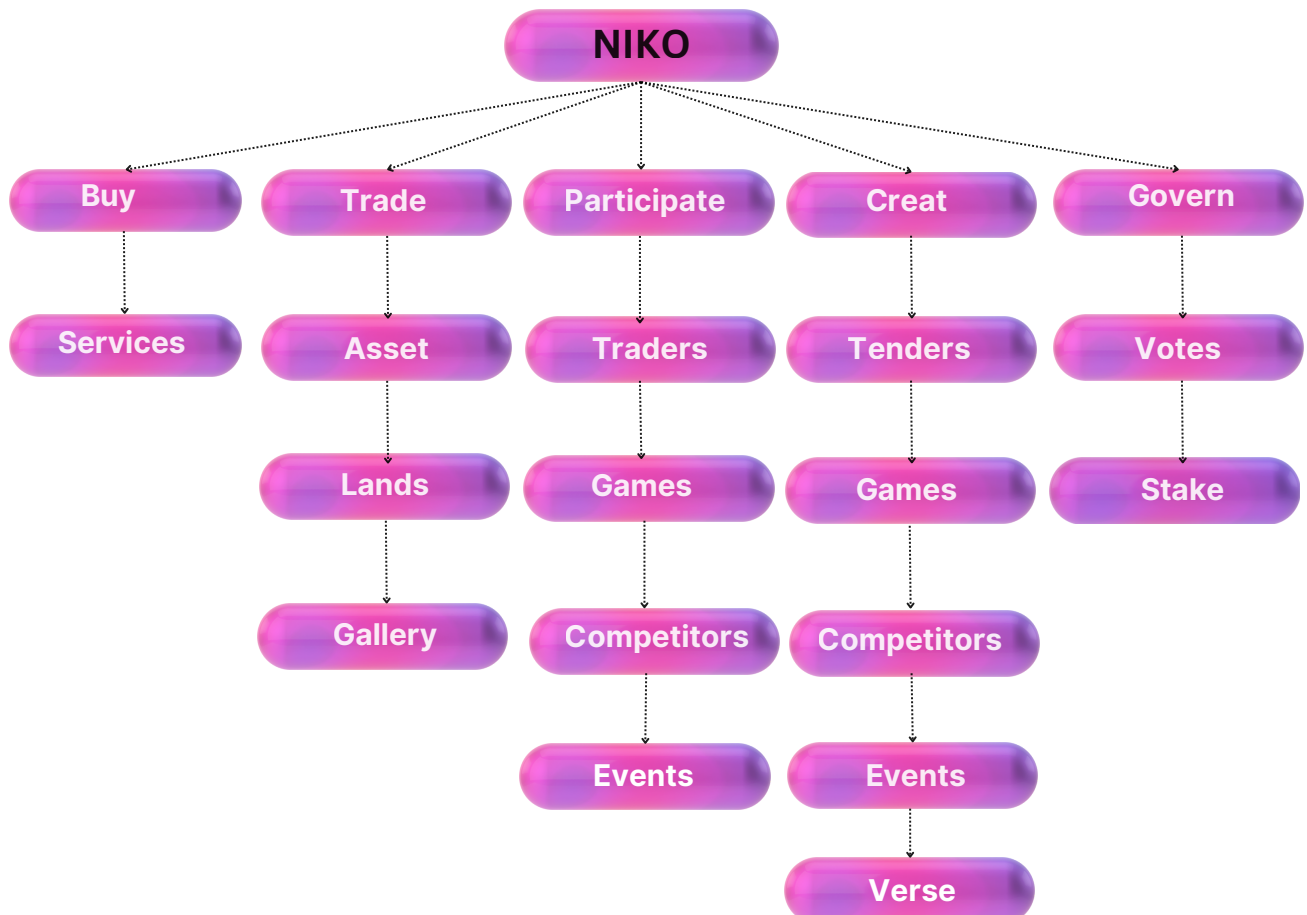 NIKO
Buy
Trade
Participate
Creat
Govern
Services
Asset
Traders
Tenders
Votes
Lands
Games
Games
Stake
Gallery
Competitors
Competitors
Events
Events
Verse